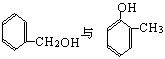 OH
CH₂OH 与 CH₃